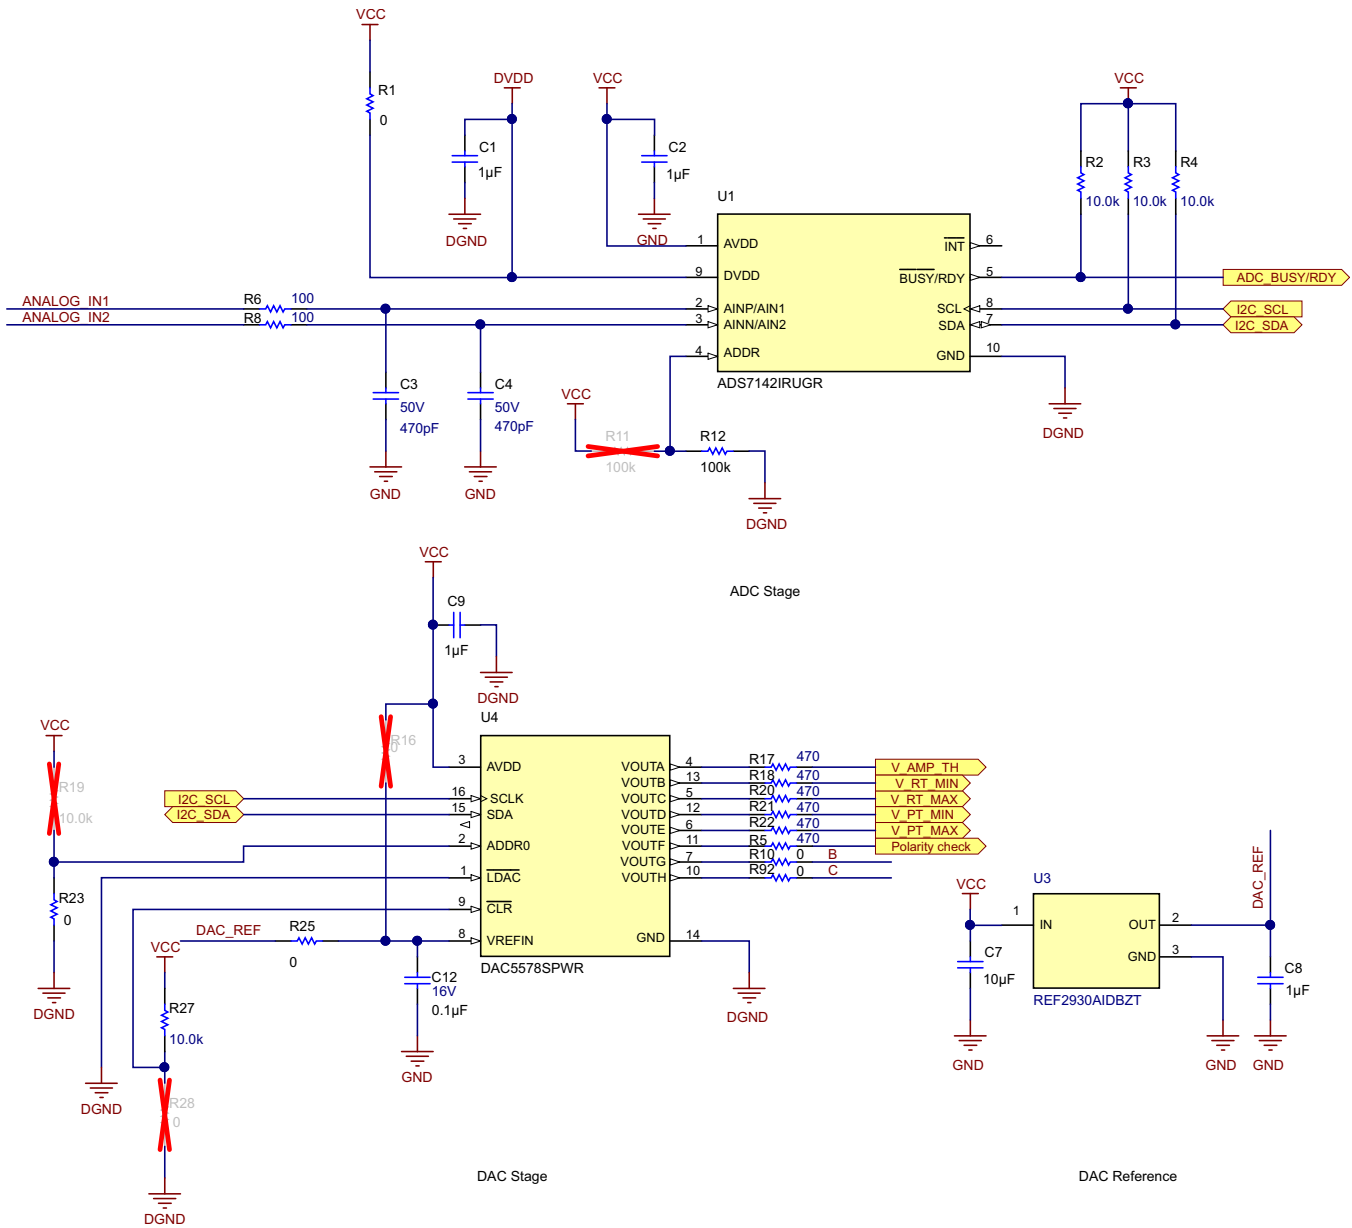 VCC
R1
0
DVDD
C1
1µF
DGND
VCC
C2
1µF
GND
VCC
R2
10.0k
R3
10.0k
R4
10.0k
U1
1 AVDD
9 DVDD
2 AINP/AIN1
3 AINN/AIN2
4 ADDR
INT 6
BUSY/RDY 5
SCL 8
SDA 7
GND 10
ADS7142IRUGR
ADC_BUSY/RDY
I2C_SCL
I2C_SDA
DGND
ANALOG_IN1
R6 100
ANALOG_IN2
R8 100
C3
50V
470pF
GND
C4
50V
470pF
GND
VCC
R11
100k
R12
100k
DGND
ADC Stage
VCC
C9
1µF
DGND
R16
0
VCC
R19
10.0k
R23
0
DGND
I2C_SCL
I2C_SDA
U4
3 AVDD
16 SCLK
15 SDA
2 ADDR0
1 LDAC
9 CLR
8 VREFIN
VOUTA 4
VOUTB 13
VOUTC 5
VOUTD 12
VOUTE 6
VOUTF 11
VOUTG 7
VOUTH 10
GND 14
DAC5578SPWR
R17 470 V_AMP_TH
R18 470 V_RT_MIN
R20 470 V_RT_MAX
R21 470 V_PT_MIN
R22 470 V_PT_MAX
R5 470 Polarity check
R10 0 B
R92 0 C
DGND
DAC_REF
R25
0
C12
16V
0.1µF
GND
VCC
R27
10.0k
R28
0
DGND
DGND
DAC Stage
VCC
C7
10µF
GND
U3
1 IN
OUT 2
GND 3
REF2930AIDBZT
GND
DAC_REF
C8
1µF
GND
DAC Reference